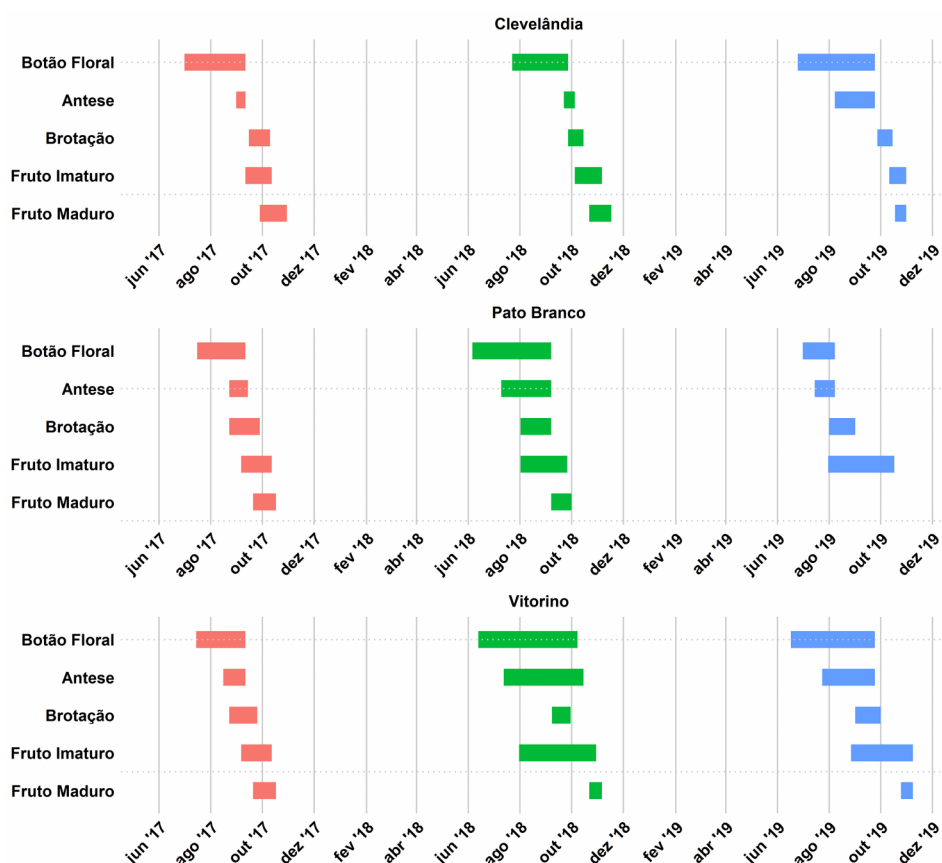 Clevelândia
Botão Floral
Antese
Brotação
Fruto Imaturo
Fruto Maduro
jun '17 ago '17 out '17 dez '17 fev '18 abr '18 jun '18 ago '18 out '18 dez '18 fev '19 abr '19 jun '19 ago '19 out '19 dez '19
Pato Branco
Botão Floral
Antese
Brotação
Fruto Imaturo
Fruto Maduro
jun '17 ago '17 out '17 dez '17 fev '18 abr '18 jun '18 ago '18 out '18 dez '18 fev '19 abr '19 jun '19 ago '19 out '19 dez '19
Vitorino
Botão Floral
Antese
Brotação
Fruto Imaturo
Fruto Maduro
jun '17 ago '17 out '17 dez '17 fev '18 abr '18 jun '18 ago '18 out '18 dez '18 fev '19 abr '19 jun '19 ago '19 out '19 dez '19